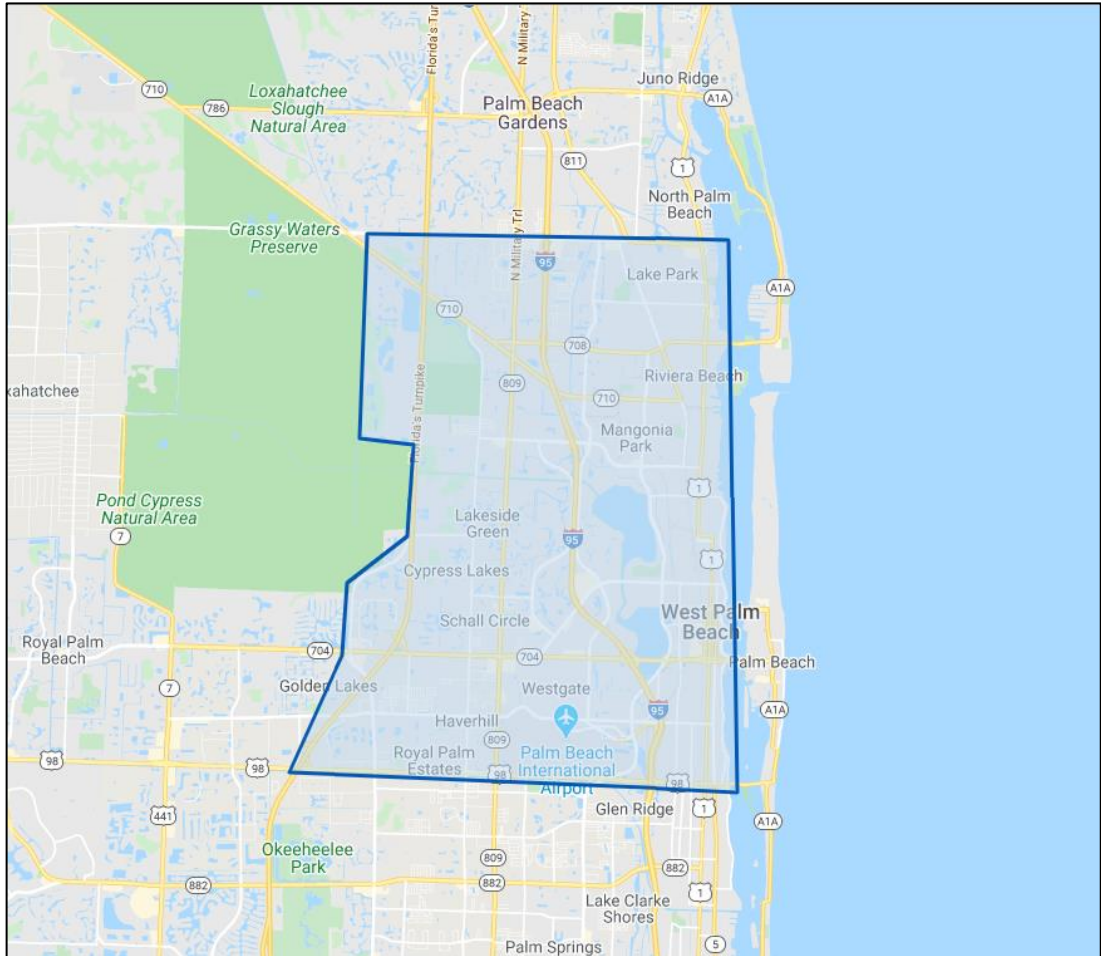 Juno Ridge
710
786
A1A
Loxahatchee
Slough
Natural Area
Palm Beach
Gardens
811
1
North Palm
Beach
Grassy Waters
Preserve
N Military Trl
95
Lake Park
A1A
710
708
Riviera Beach
xahatchee
809
710
Florida's Turnpike
Mangonia
Park
1
Pond Cypress
Natural Area
7
Lakeside
Green
95
1
Cypress Lakes
Schall Circle
West Palm
Beach
Royal Palm
Beach
704
704
Palm Beach
7
Golden Lakes
Westgate
95
A1A
Haverhill
809
98
98
Royal Palm
Estates
98
Palm Beach
International
Airport
98
441
Glen Ridge
1
A1A
Okeeheelee
Park
809
882
882
882
1
Lake Clarke
Shores
Palm Springs
5